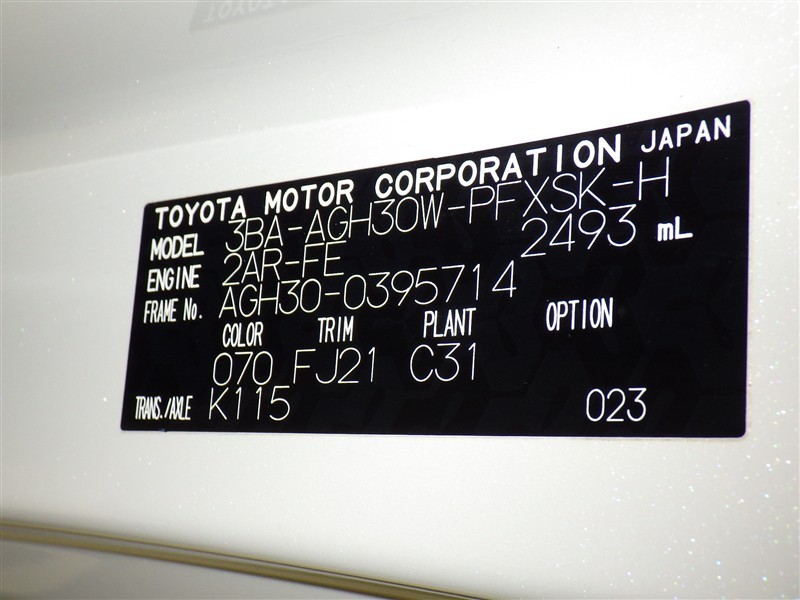 TOYOTA MOTOR CORPORATION JAPAN
MODEL 3BA-AGH30W-PFXSK-H
ENGINE 2AR-FE 2493 mL
FRAME No. AGH30-0395714
COLOR TRIM PLANT OPTION
070 FJ21 C31
TRANS./AXLE K115 023